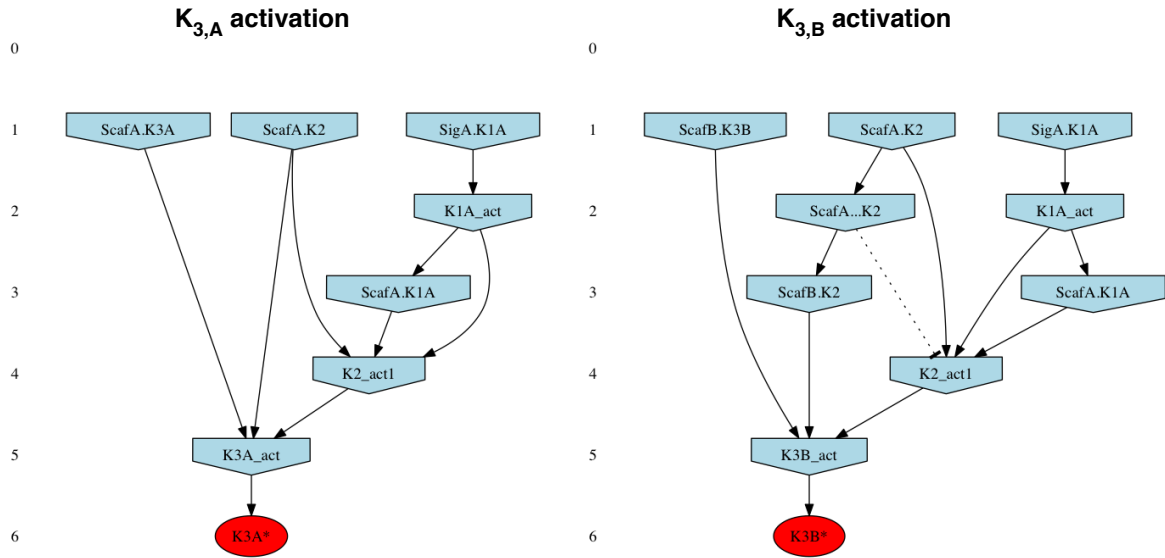 K3,A activation K3,B activation
0 0
1 ScafA.K3A ScafA.K2 SigA.K1A 1 ScafB.K3B ScafA.K2 SigA.K1A
2 K1A_act 2 ScafA...K2 K1A_act
3 ScafA.K1A 3 ScafB.K2 ScafA.K1A
4 K2_act1 4 K2_act1
5 K3A_act 5 K3B_act
6 K3A* 6 K3B*